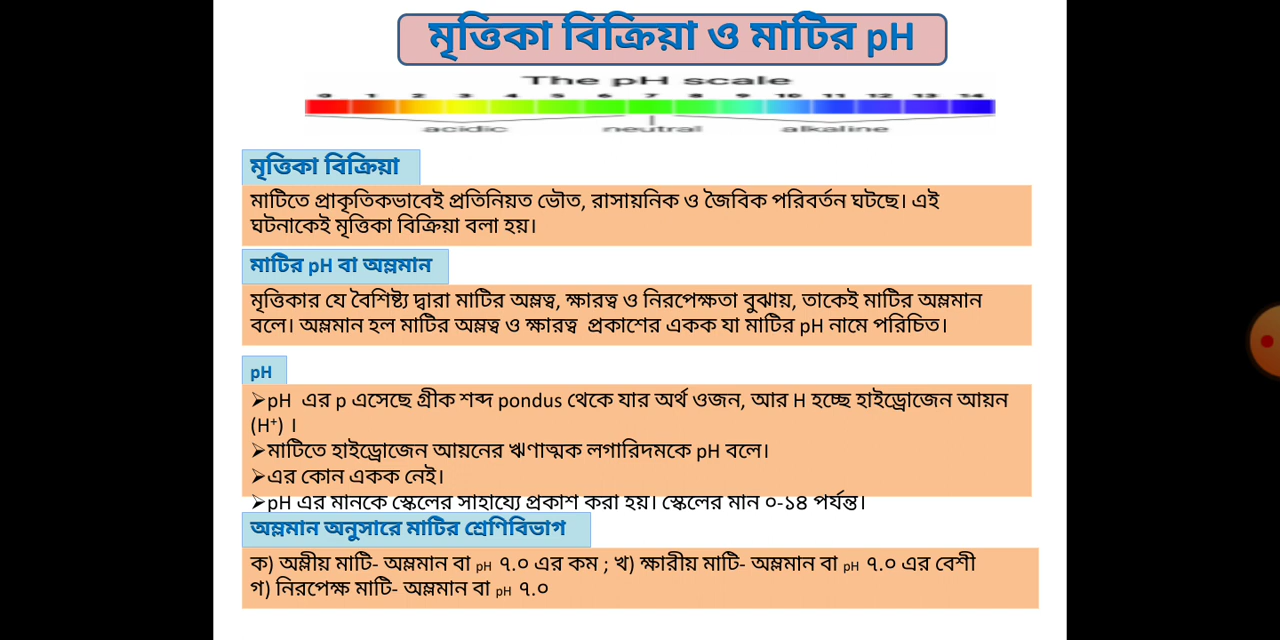 মৃত্তিকা বিক্রিয়া ও মাটির pH
The pH scale
0 1 2 3 4 5 6 7 8 9 10 11 12 13 14
acidic neutral alkaline
মৃত্তিকা বিক্রিয়া
মাটিতে প্রাকৃতিকভাবেই প্রতিনিয়ত ভৌত, রাসায়নিক ও জৈবিক পরিবর্তন ঘটছে। এই
ঘটনাকেই মৃত্তিকা বিক্রিয়া বলা হয়।
মাটির pH বা অম্লমান
মৃত্তিকার যে বৈশিষ্ট্য দ্বারা মাটির অম্লত্ব, ক্ষারত্ব ও নিরপেক্ষতা বুঝায়, তাকেই মাটির অম্লমান
বলে। অম্লমান হল মাটির অম্লত্ব ও ক্ষারত্ব প্রকাশের একক যা মাটির pH নামে পরিচিত।
pH
➢pH এর p এসেছে গ্রীক শব্দ pondus থেকে যার অর্থ ওজন, আর H হচ্ছে হাইড্রোজেন আয়ন
(H⁺) ।
➢মাটিতে হাইড্রোজেন আয়নের ঋণাত্মক লগারিদমকে pH বলে।
➢এর কোন একক নেই।
➢pH এর মানকে স্কেলের সাহায্যে প্রকাশ করা হয়। স্কেলের মান ০-১৪ পর্যন্ত।
অম্লমান অনুসারে মাটির শ্রেণিবিভাগ
ক) অম্লীয় মাটি- অম্লমান বা pH ৭.০ এর কম ; খ) ক্ষারীয় মাটি- অম্লমান বা pH ৭.০ এর বেশী
গ) নিরপেক্ষ মাটি- অম্লমান বা pH ৭.০